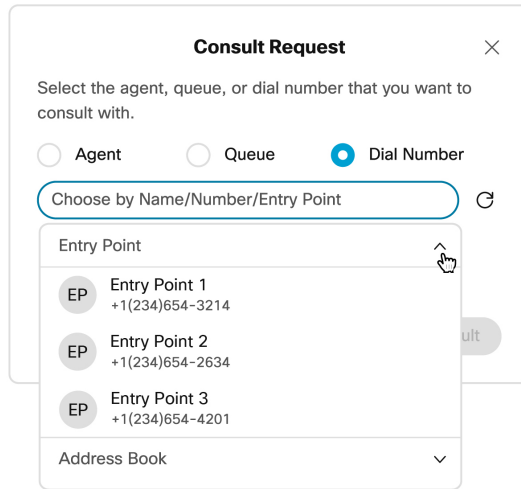 Consult Request
Select the agent, queue, or dial number that you want to
consult with.
Agent
Queue
Dial Number
Choose by Name/Number/Entry Point
Entry Point
EP
Entry Point 1
+1(234)654-3214
EP
Entry Point 2
+1(234)654-2634
EP
Entry Point 3
+1(234)654-4201
ult
Address Book